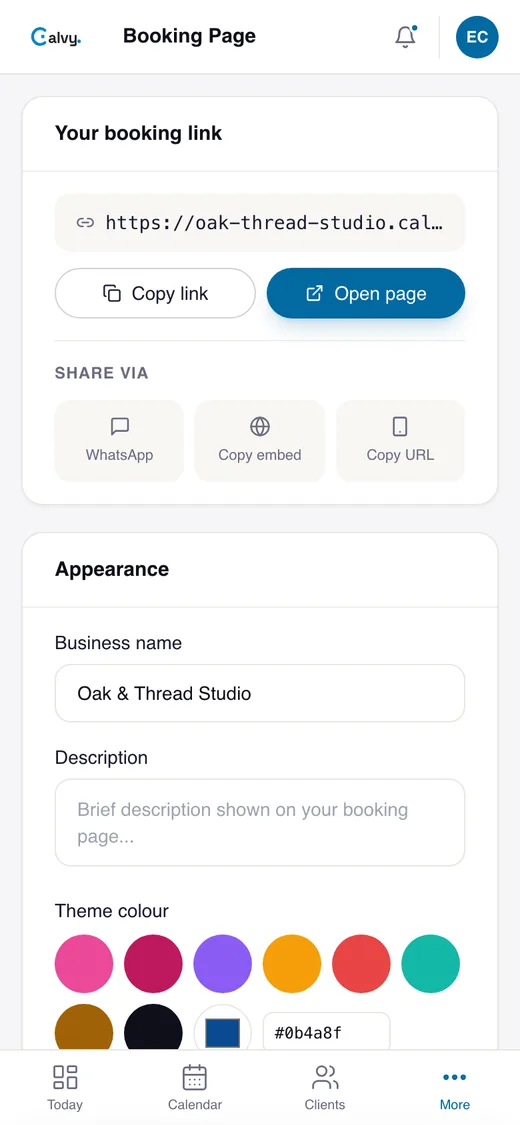 Calvy.
Booking Page
EC
Your booking link
https://oak-thread-studio.cal…
Copy link
Open page
SHARE VIA
WhatsApp
Copy embed
Copy URL
Appearance
Business name
Oak & Thread Studio
Description
Brief description shown on your booking
page...
Theme colour
#0b4a8f
Today
Calendar
Clients
More